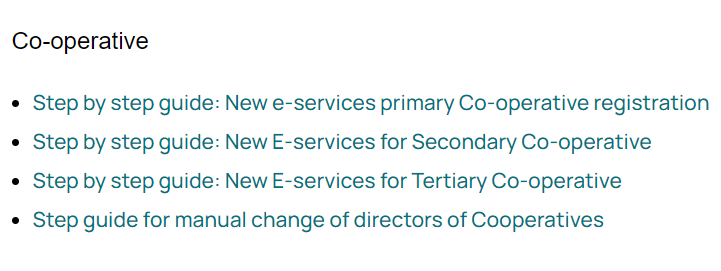 Co-operative
Step by step guide: New e-services primary Co-operative registration
Step by step guide: New E-services for Secondary Co-operative
Step by step guide: New E-services for Tertiary Co-operative
Step guide for manual change of directors of Cooperatives